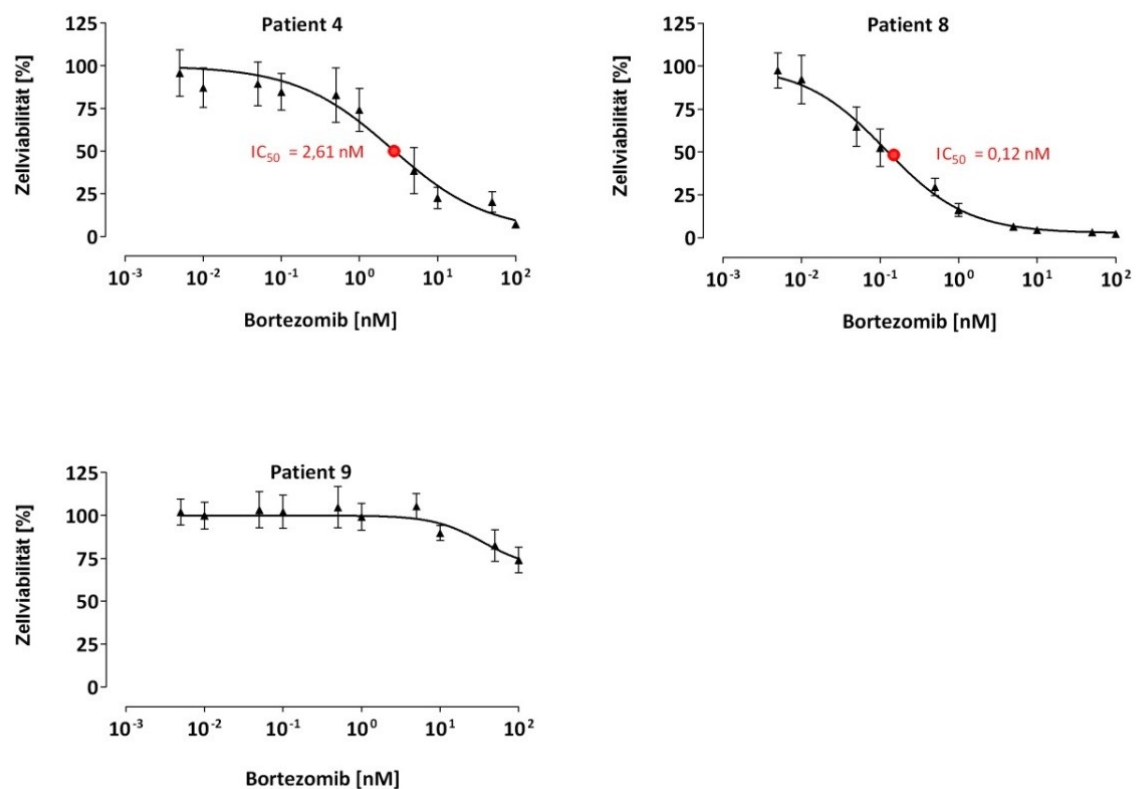 Patient 4
Zellviabilität [%]
125
100
75
50
25
0
IC₅₀ = 2,61 nM
10⁻³ 10⁻² 10⁻¹ 10⁰ 10¹ 10²
Bortezomib [nM]
Patient 8
Zellviabilität [%]
125
100
75
50
25
0
IC₅₀ = 0,12 nM
10⁻³ 10⁻² 10⁻¹ 10⁰ 10¹ 10²
Bortezomib [nM]
Patient 9
Zellviabilität [%]
125
100
75
50
25
0
10⁻³ 10⁻² 10⁻¹ 10⁰ 10¹ 10²
Bortezomib [nM]